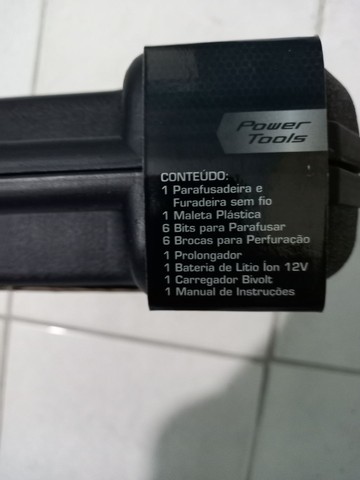 Power
Tools
CONTEÚDO:
1 Parafusadeira e
Furadeira sem fio
1 Maleta Plástica
6 Bits para Parafusar
6 Brocas para Perfuração
1 Prolongador
1 Bateria de Lítio Íon 12V
1 Carregador Bivolt
1 Manual de Instruções